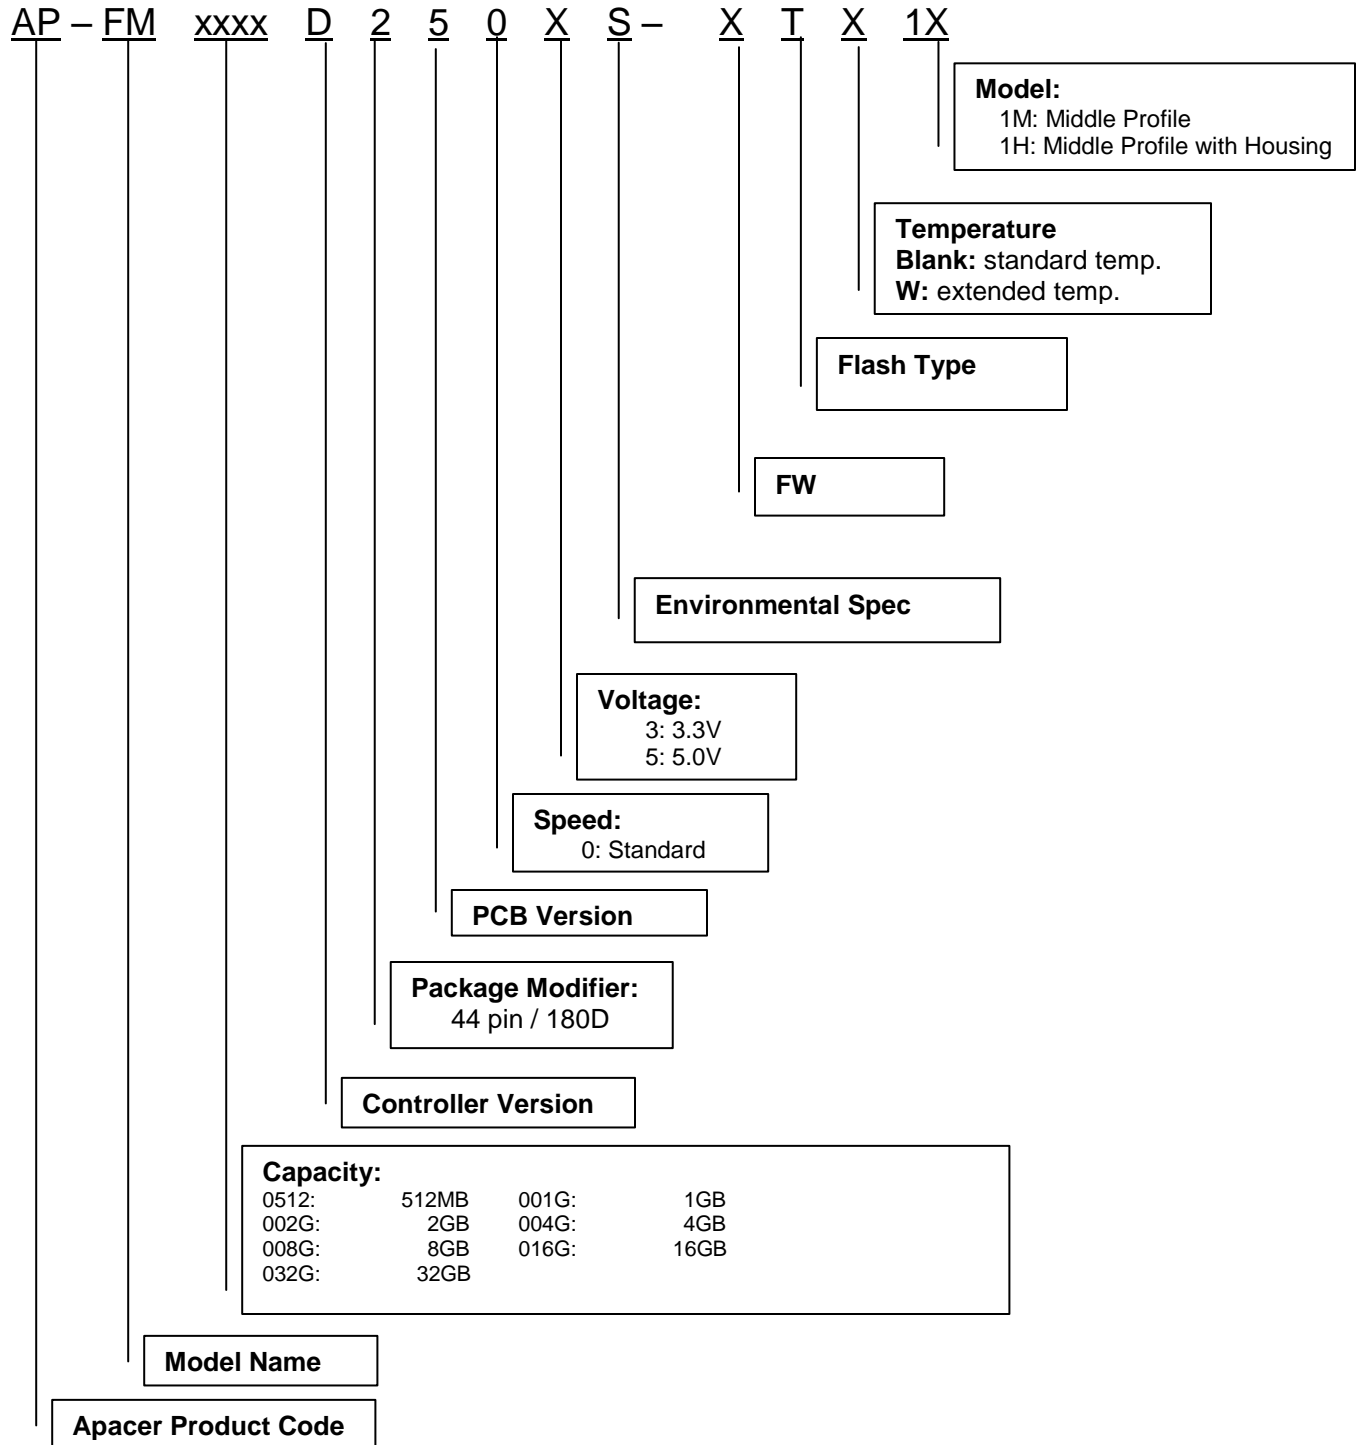 AP – FM xxxx D 2 5 0 X S – X T X 1X
Model:
1M: Middle Profile
1H: Middle Profile with Housing
Temperature
Blank: standard temp.
W: extended temp.
Flash Type
FW
Environmental Spec
Voltage:
3: 3.3V
5: 5.0V
Speed:
0: Standard
PCB Version
Package Modifier:
44 pin / 180D
Controller Version
Capacity:
0512: 512MB 001G: 1GB
002G: 2GB 004G: 4GB
008G: 8GB 016G: 16GB
032G: 32GB
Model Name
Apacer Product Code